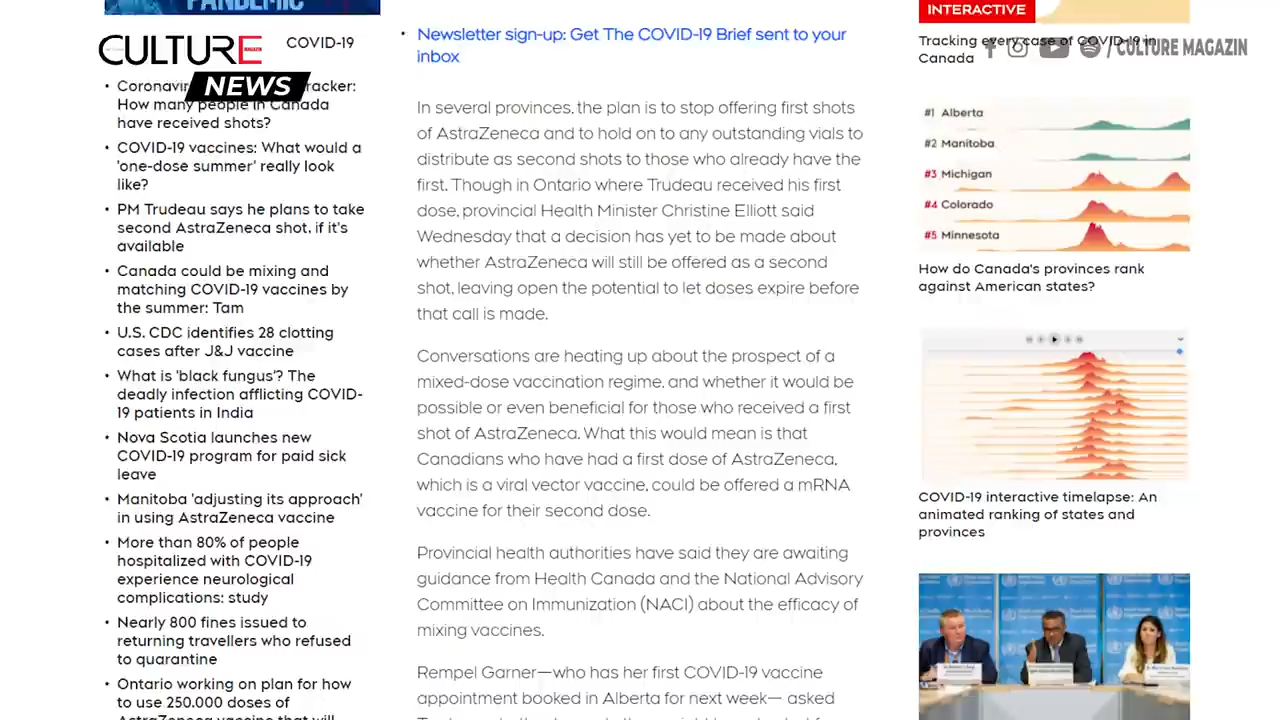 PANDEMIC
CULTURE
NEWS
COVID-19
How many people in Canada
have received shots?
• COVID-19 vaccines: What would a
'one-dose summer' really look
like?
• PM Trudeau says he plans to take
second AstraZeneca shot, if it's
available
• Canada could be mixing and
matching COVID-19 vaccines by
the summer: Tam
• U.S. CDC identifies 28 clotting
cases after J&J vaccine
• What is 'black fungus'? The
deadly infection afflicting COVID-
19 patients in India
• Nova Scotia launches new
COVID-19 program for paid sick
leave
• Manitoba 'adjusting its approach'
in using AstraZeneca vaccine
• More than 80% of people
hospitalized with COVID-19
experience neurological
complications: study
• Nearly 800 fines issued to
returning travellers who refused
to quarantine
• Ontario working on plan for how
to use 250,000 doses of
AstraZeneca vaccine that will
• Newsletter sign-up: Get The COVID-19 Brief sent to your
inbox
In several provinces, the plan is to stop offering first shots
of AstraZeneca and to hold on to any outstanding vials to
distribute as second shots to those who already have the
first. Though in Ontario where Trudeau received his first
dose, provincial Health Minister Christine Elliott said
Wednesday that a decision has yet to be made about
whether AstraZeneca will still be offered as a second
shot, leaving open the potential to let doses expire before
that call is made.
Conversations are heating up about the prospect of a
mixed-dose vaccination regime, and whether it would be
possible or even beneficial for those who received a first
shot of AstraZeneca. What this would mean is that
Canadians who have had a first dose of AstraZeneca,
which is a viral vector vaccine, could be offered a mRNA
vaccine for their second dose.
Provincial health authorities have said they are awaiting
guidance from Health Canada and the National Advisory
Committee on Immunization (NACI) about the efficacy of
mixing vaccines.
Rempel Garner—who has her first COVID-19 vaccine
appointment booked in Alberta for next week— asked
INTERACTIVE
Tracking every case of COVID-19 in
Canada
/CULTURE MAGAZIN
#1 Alberta
#2 Manitoba
#3 Michigan
#4 Colorado
#5 Minnesota
How do Canada's provinces rank
against American states?
COVID-19 interactive timelapse: An
animated ranking of states and
provinces